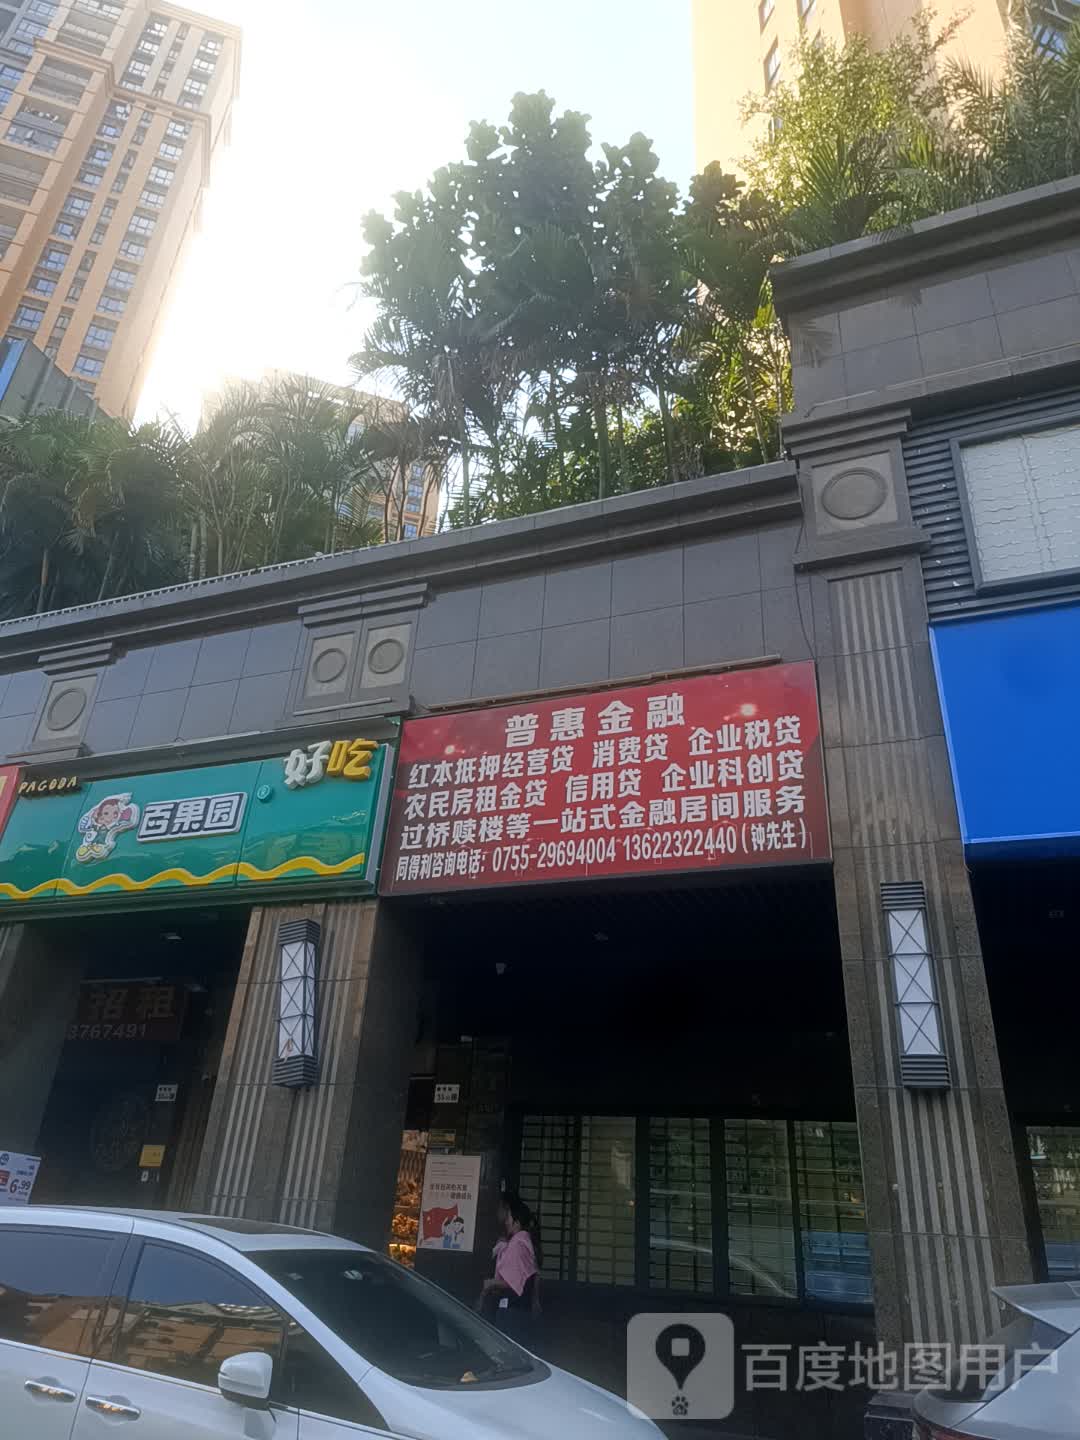 PAGODA
百果园
®
好吃
普惠金融
红本抵押经营贷 消费贷 企业税贷
农民房租金贷 信用贷 企业科创贷
过桥赎楼等一站式金融居间服务
同得利咨询电话：0755-29694004 13622322440（钟先生）
招租
3767491
6.99
百度地图用户